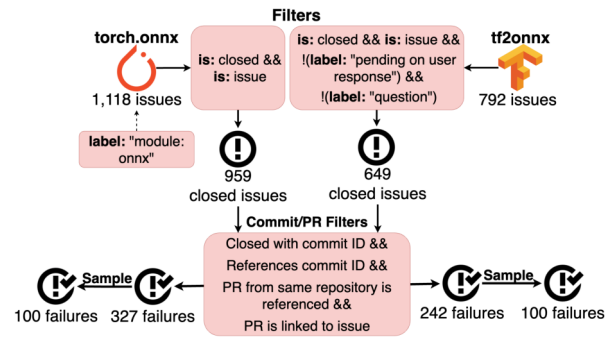 Filters
torch.onnx
1,118 issues
label: "module:
onnx"
is: closed &&
is: issue
is: closed && is: issue &&
!(label: "pending on user
response") &&
!(label: "question")
tf2onnx
792 issues
959
closed issues
649
closed issues
Commit/PR Filters
Closed with commit ID &&
References commit ID &&
PR from same repository is
referenced &&
PR is linked to issue
Sample
100 failures
327 failures
242 failures
Sample
100 failures